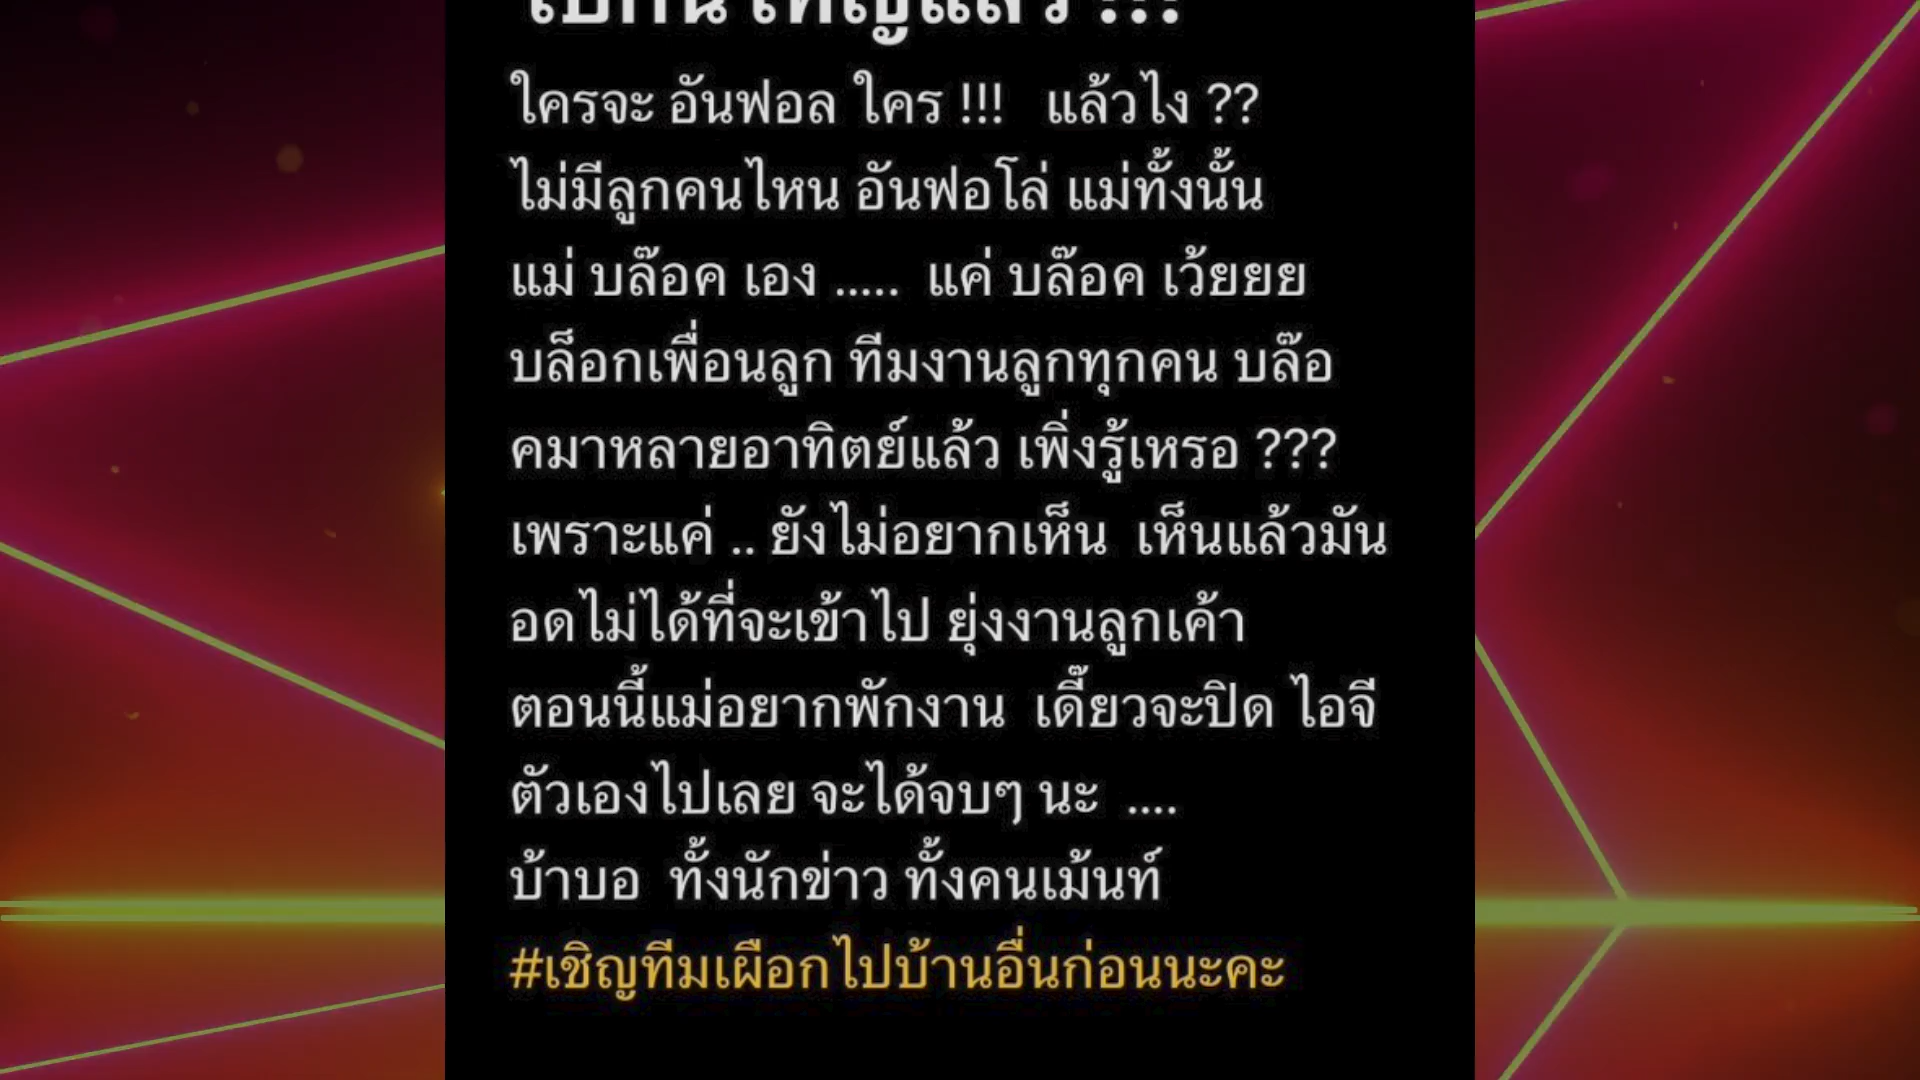 ไปกันใหญ่แล้ว !!!
ใครจะ อันฟอล ใคร !!! แล้วไง ??
ไม่มีลูกคนไหน อันฟอโล่ แม่ทั้งนั้น
แม่ บล๊อค เอง ..... แค่ บล๊อค เว้ยยย
บล็อกเพื่อนลูก ทีมงานลูกทุกคน บล๊อ
คมาหลายอาทิตย์แล้ว เพิ่งรู้เหรอ ???
เพราะแค่ .. ยังไม่อยากเห็น เห็นแล้วมัน
อดไม่ได้ที่จะเข้าไป ยุ่งงานลูกเค้า
ตอนนี้แม่อยากพักงาน เดี๊ยวจะปิด ไอจี
ตัวเองไปเลย จะได้จบๆ นะ ....
บ้าบอ ทั้งนักข่าว ทั้งคนเม้นท์
#เชิญทีมเผือกไปบ้านอื่นก่อนนะคะ